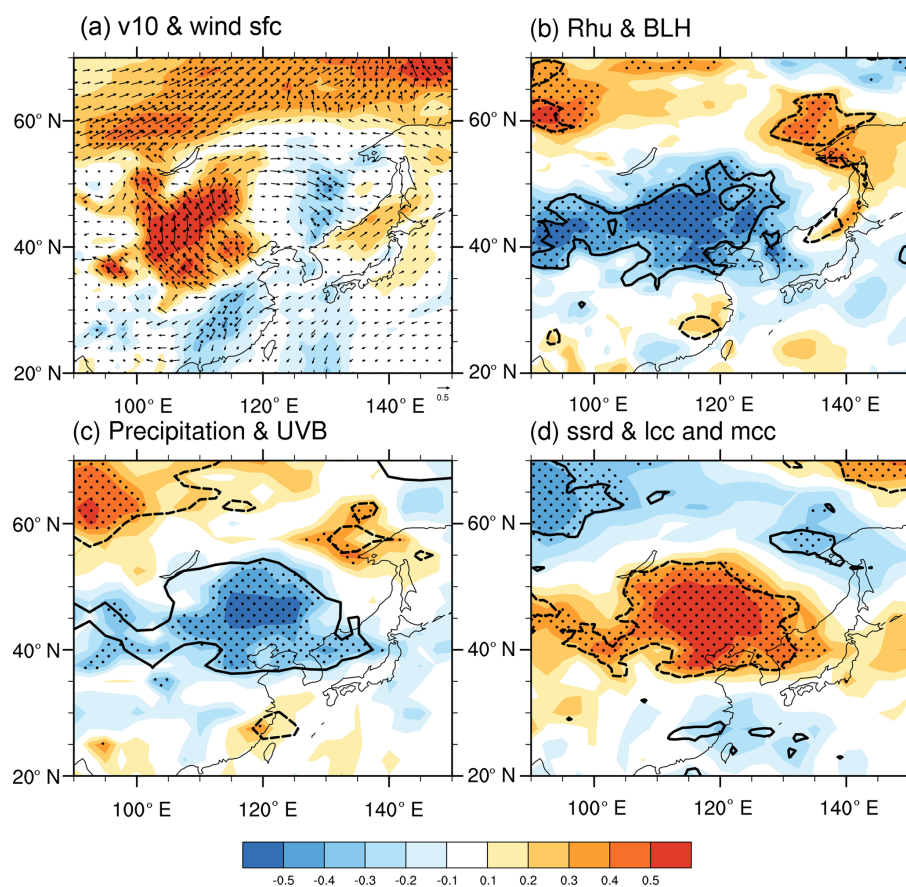 (a) v10 & wind sfc
(b) Rhu & BLH
60° N
40° N
20° N
100° E 120° E 140° E
0.5
60° N
40° N
20° N
100° E 120° E 140° E
(c) Precipitation & UVB
(d) ssrd & lcc and mcc
60° N
40° N
20° N
100° E 120° E 140° E
60° N
40° N
20° N
100° E 120° E 140° E
-0.5 -0.4 -0.3 -0.2 -0.1 0.1 0.2 0.3 0.4 0.5